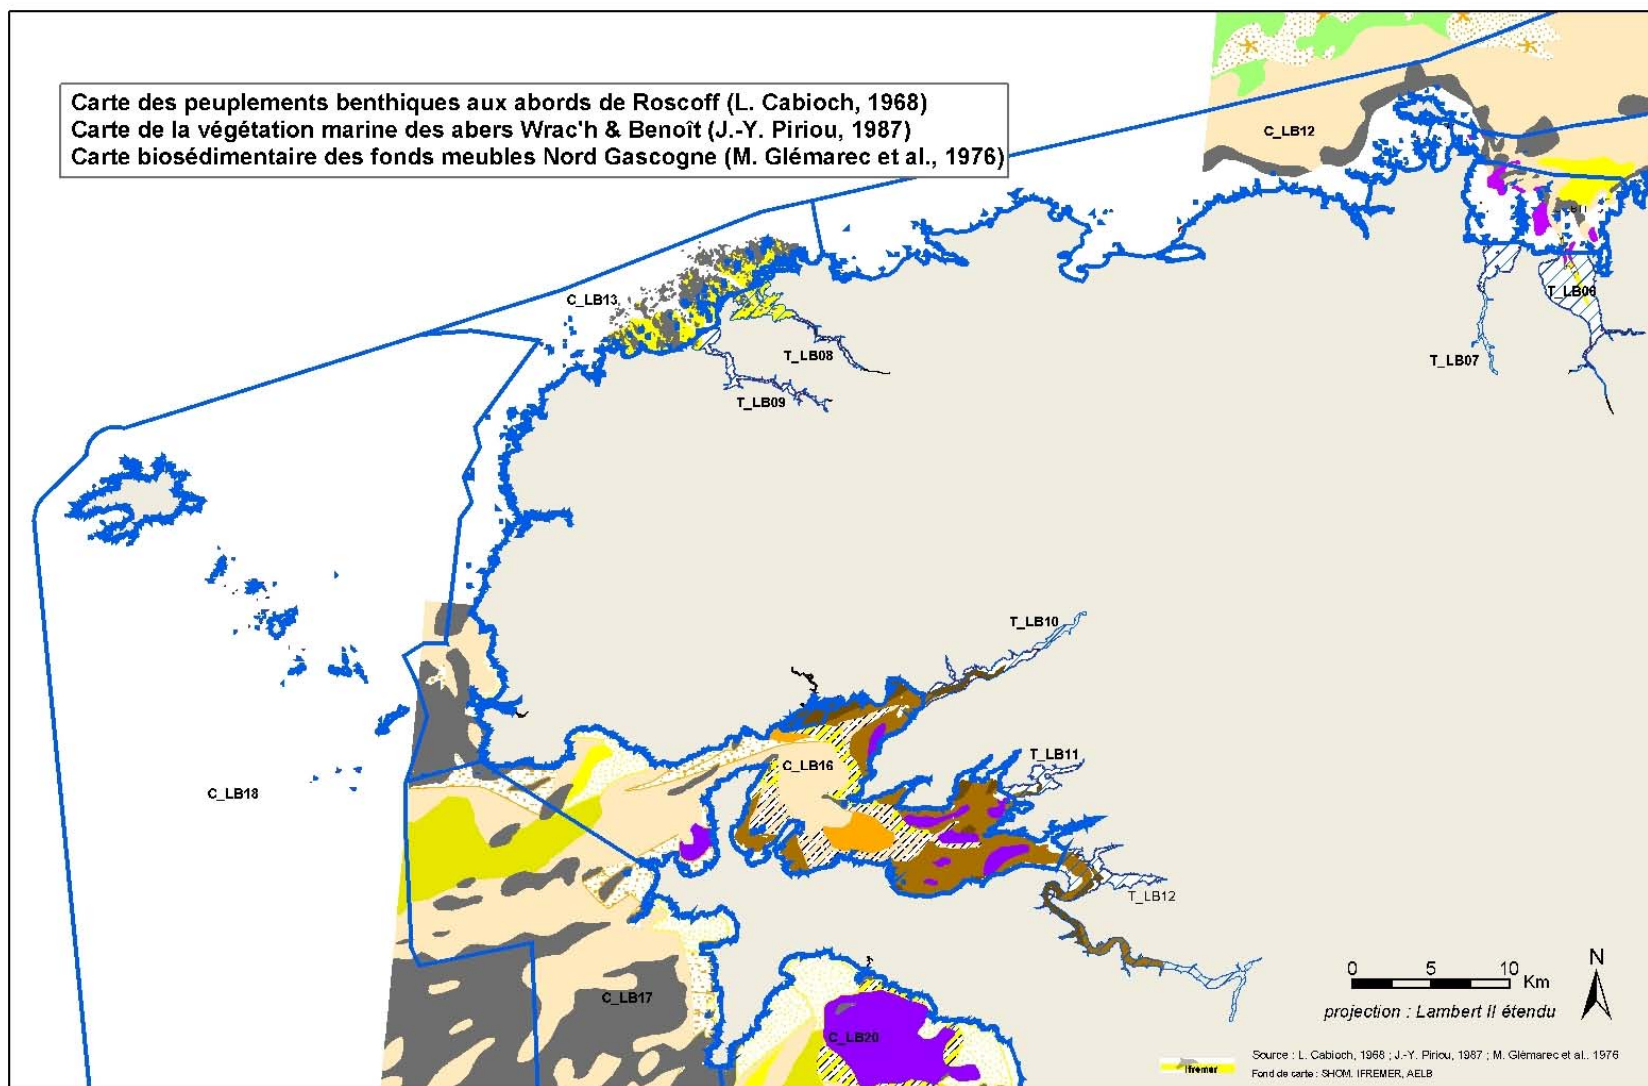 Carte des peuplements benthiques aux abords de Roscoff (L. Cabioch, 1968)
Carte de la végétation marine des abers Wrac'h & Benoît (J.-Y. Piriou, 1987)
Carte biosédimentaire des fonds meubles Nord Gascogne (M. Glémarec et al., 1976)
C_LB12
T_LB06
C_LB13
T_LB08
T_LB07
T_LB09
T_LB10
T_LB11
C_LB16
C_LB18
T_LB12
C_LB17
C_LB20
N
0 5 10
Km
projection : Lambert II étendu
Ifremer
Source : L. Cabioch, 1968 ; J.-Y. Piriou, 1987 ; M. Glémarec et al.. 1976
Fond de carte : SHOM. IFREMER, AELB